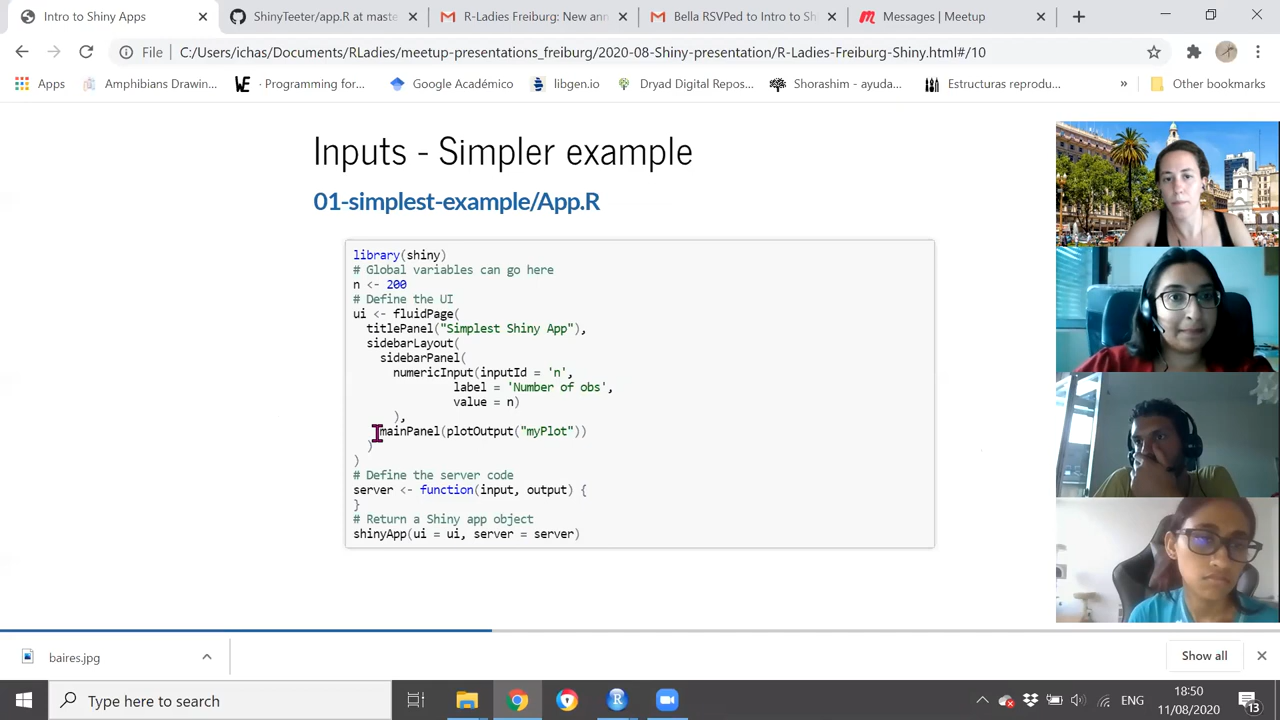 Intro to Shiny Apps
ShinyTeeter/app.R at maste
R-Ladies Freiburg: New ann
Bella RSVPed to Intro to Sh
Messages | Meetup
File
C:/Users/ichas/Documents/RLadies/meetup-presentations_freiburg/2020-08-Shiny-presentation/R-Ladies-Freiburg-Shiny.html#/10
Apps
Amphibians Drawin...
WE
· Programming for...
Google Académico
libgen.io
Dryad Digital Repos...
Shorashim - ayuda...
Estructuras reprodu...
»
Other bookmarks
Inputs - Simpler example
01-simplest-example/App.R
library(shiny)
# Global variables can go here
n <- 200
# Define the UI
ui <- fluidPage(
titlePanel("Simplest Shiny App"),
sidebarLayout(
sidebarPanel(
numericInput(inputId = 'n',
label = 'Number of obs',
value = n)
),
mainPanel(plotOutput("myPlot"))
)
)
# Define the server code
server <- function(input, output) {
}
# Return a Shiny app object
shinyApp(ui = ui, server = server)
baires.jpg
Show all
Type here to search
ENG
18:50
11/08/2020
13